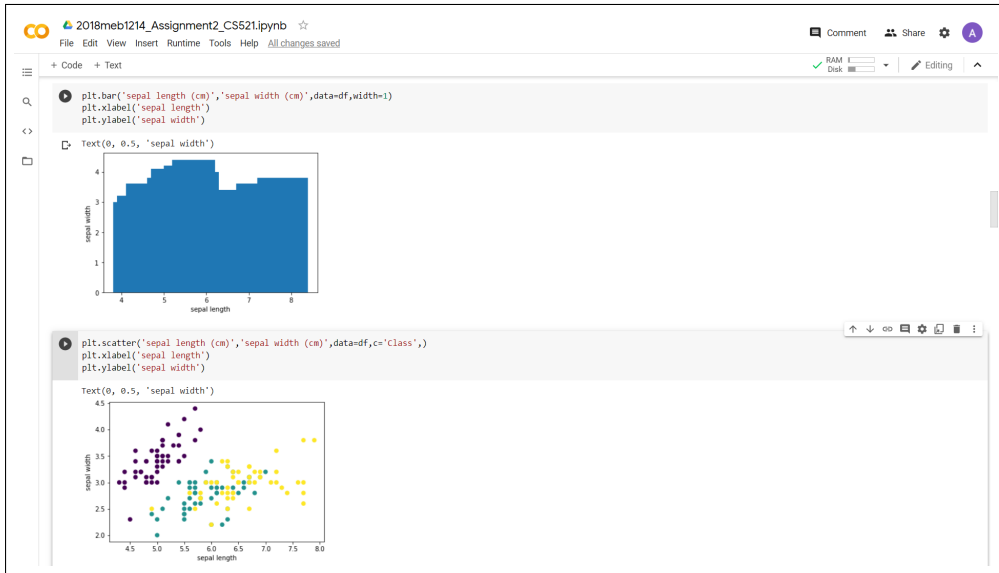 2018meb1214_Assignment2_CS521.ipynb
File Edit View Insert Runtime Tools Help All changes saved
Comment Share A
+ Code + Text
RAM
Disk
Editing
plt.bar('sepal length (cm)','sepal width (cm)',data=df,width=1)
plt.xlabel('sepal length')
plt.ylabel('sepal width')
Text(0, 0.5, 'sepal width')
4
3
2
1
0
sepal width
4 5 6 7 8
sepal length
plt.scatter('sepal length (cm)','sepal width (cm)',data=df,c='Class',)
plt.xlabel('sepal length')
plt.ylabel('sepal width')
Text(0, 0.5, 'sepal width')
4.5
4.0
3.5
3.0
2.5
2.0
sepal width
4.5 5.0 5.5 6.0 6.5 7.0 7.5 8.0
sepal length